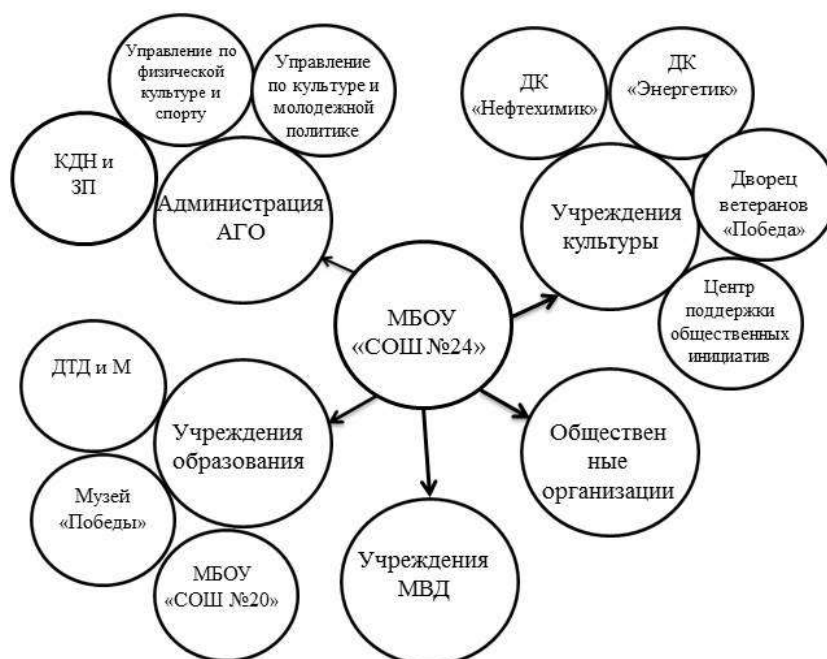 Управление по
физической
культуре и
спорту
Управление
по культуре и
молодежной
политике
КДН и
ЗП
Администрация
АГО
ДК
«Нефтехимик»
ДК
«Энергетик»
Учреждения
культуры
Дворец
ветеранов
«Победа»
Центр
поддержки
общественных
инициатив
МБОУ
«СОШ №24»
ДТД и М
Учреждения
образования
Музей
«Победы»
МБОУ
«СОШ №20»
Учреждения
МВД
Обществен
ные
организации